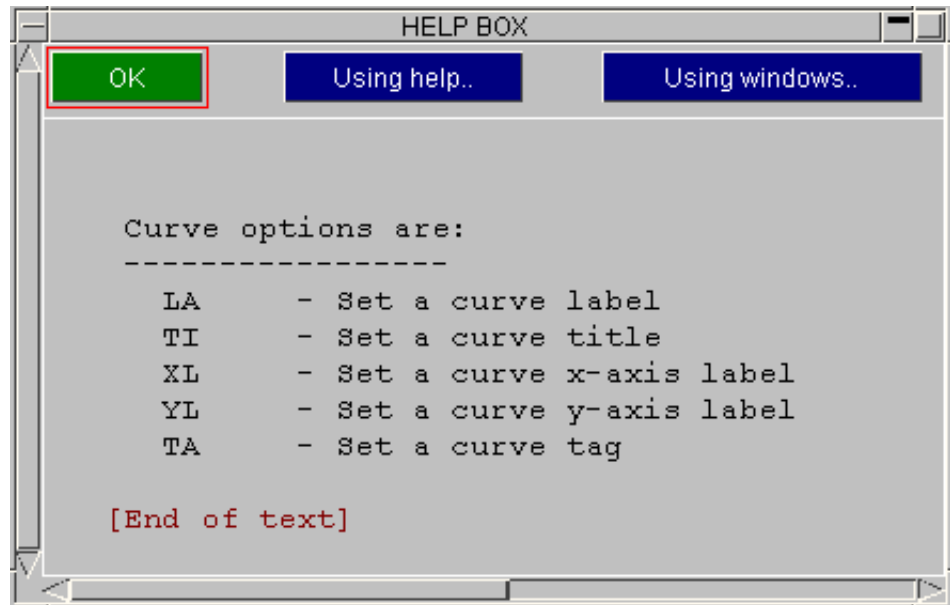 HELP BOX
OK Using help.. Using windows..
Curve options are:
-----------------
LA - Set a curve label
TI - Set a curve title
XL - Set a curve x-axis label
YL - Set a curve y-axis label
TA - Set a curve tag
[End of text]